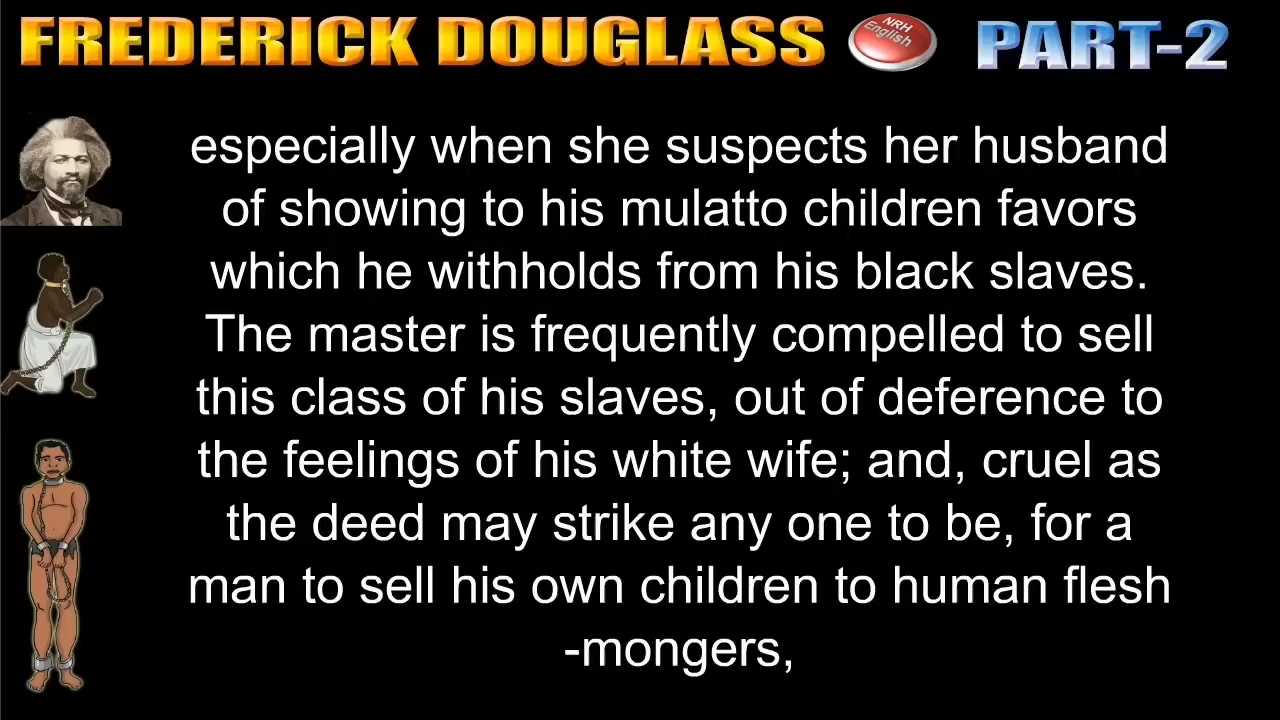 FREDERICK DOUGLASS
NRH
English
PART-2
especially when she suspects her husband
of showing to his mulatto children favors
which he withholds from his black slaves.
The master is frequently compelled to sell
this class of his slaves, out of deference to
the feelings of his white wife; and, cruel as
the deed may strike any one to be, for a
man to sell his own children to human flesh
-mongers,